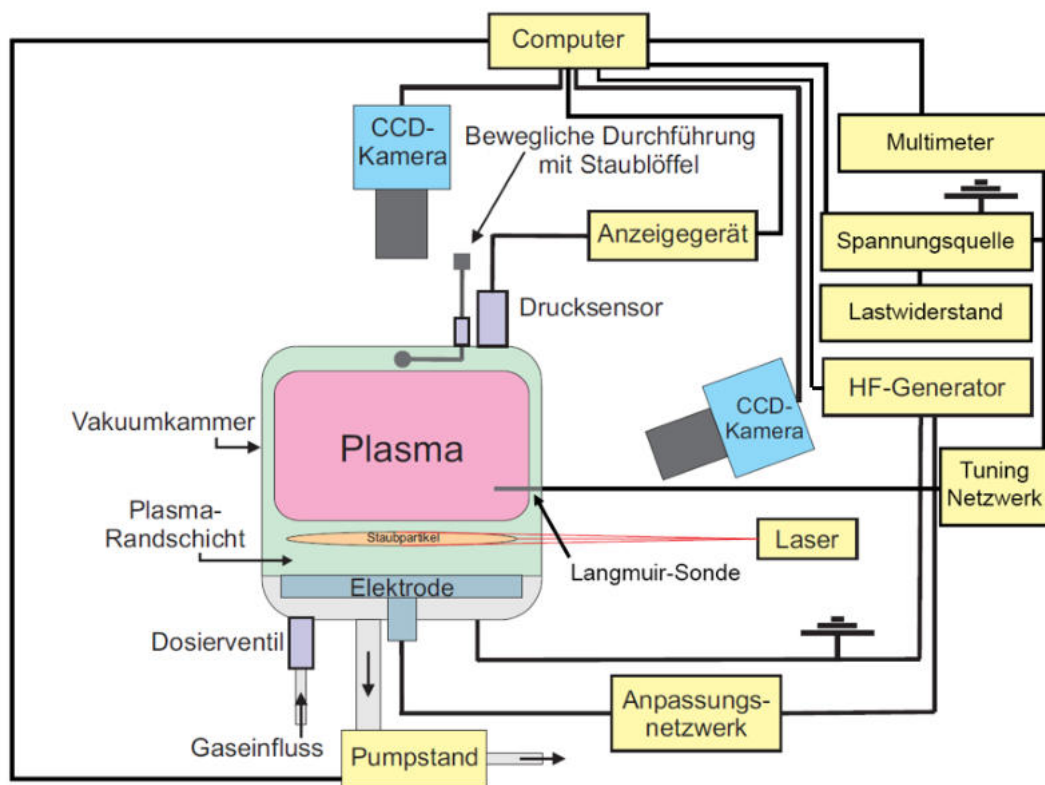 Computer
CCD-
Kamera
Bewegliche Durchführung
mit Staublöffel
Multimeter
Anzeigegerät
Spannungsquelle
Drucksensor
Lastwiderstand
HF-Generator
CCD-
Kamera
Vakuumkammer
Plasma
Tuning
Netzwerk
Plasma-
Randschicht
Staubpartikel
Laser
Langmuir-Sonde
Elektrode
Dosierventil
Anpassungs-
netzwerk
Gaseinfluss
Pumpstand